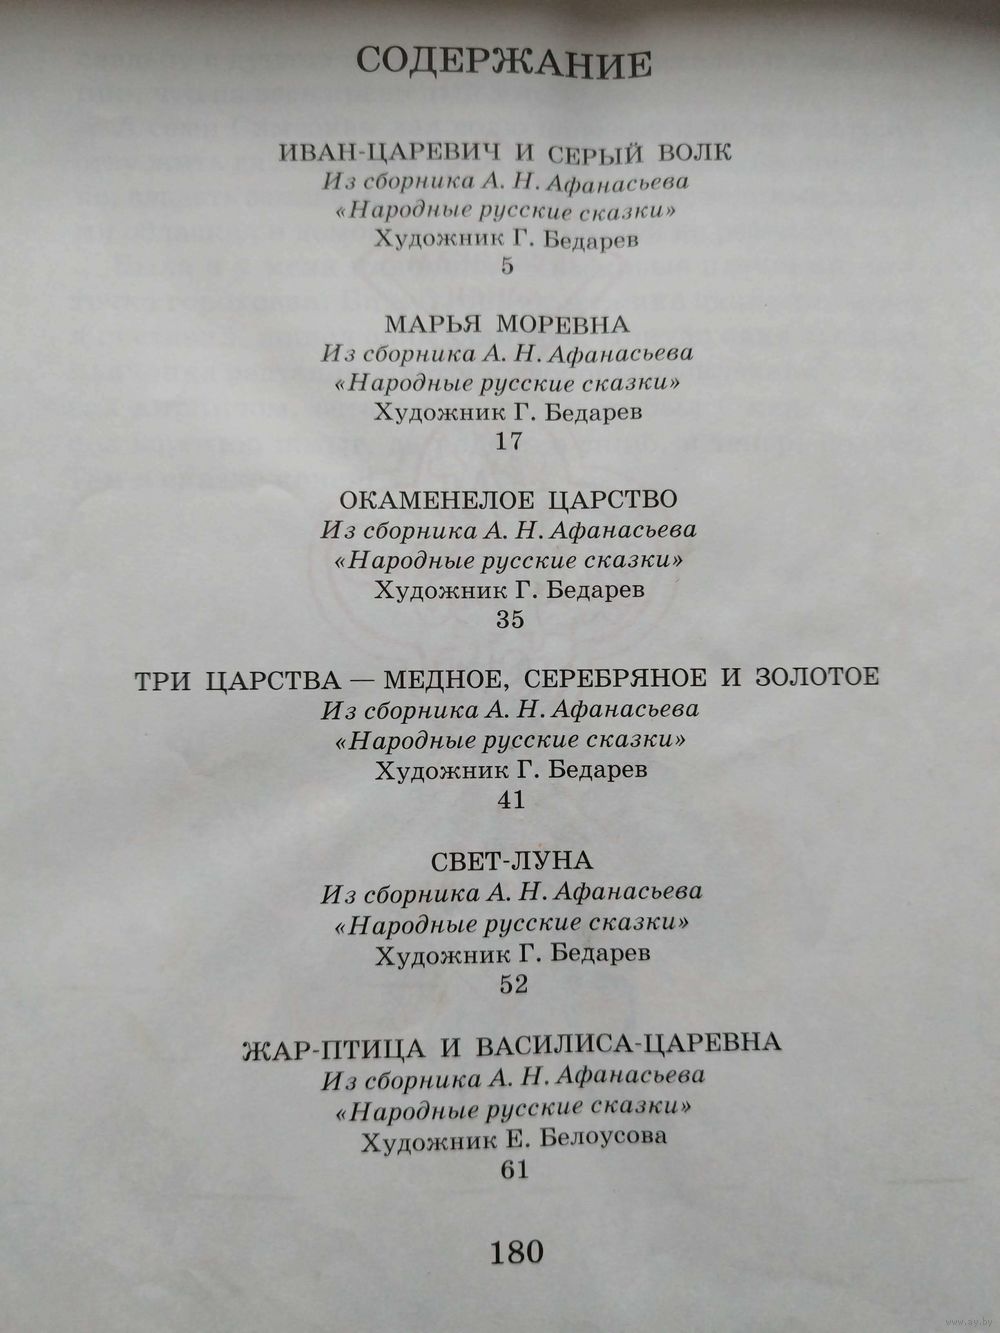 СОДЕРЖАНИЕ
ИВАН-ЦАРЕВИЧ И СЕРЫЙ ВОЛК
Из сборника А. Н. Афанасьева
«Народные русские сказки»
Художник Г. Бедарев
5
МАРЬЯ МОРЕВНА
Из сборника А. Н. Афанасьева
«Народные русские сказки»
Художник Г. Бедарев
17
ОКАМЕНЕЛОЕ ЦАРСТВО
Из сборника А. Н. Афанасьева
«Народные русские сказки»
Художник Г. Бедарев
35
ТРИ ЦАРСТВА — МЕДНОЕ, СЕРЕБРЯНОЕ И ЗОЛОТОЕ
Из сборника А. Н. Афанасьева
«Народные русские сказки»
Художник Г. Бедарев
41
СВЕТ-ЛУНА
Из сборника А. Н. Афанасьева
«Народные русские сказки»
Художник Г. Бедарев
52
ЖАР-ПТИЦА И ВАСИЛИСА-ЦАРЕВНА
Из сборника А. Н. Афанасьева
«Народные русские сказки»
Художник Е. Белоусова
61
180
www.ay.by